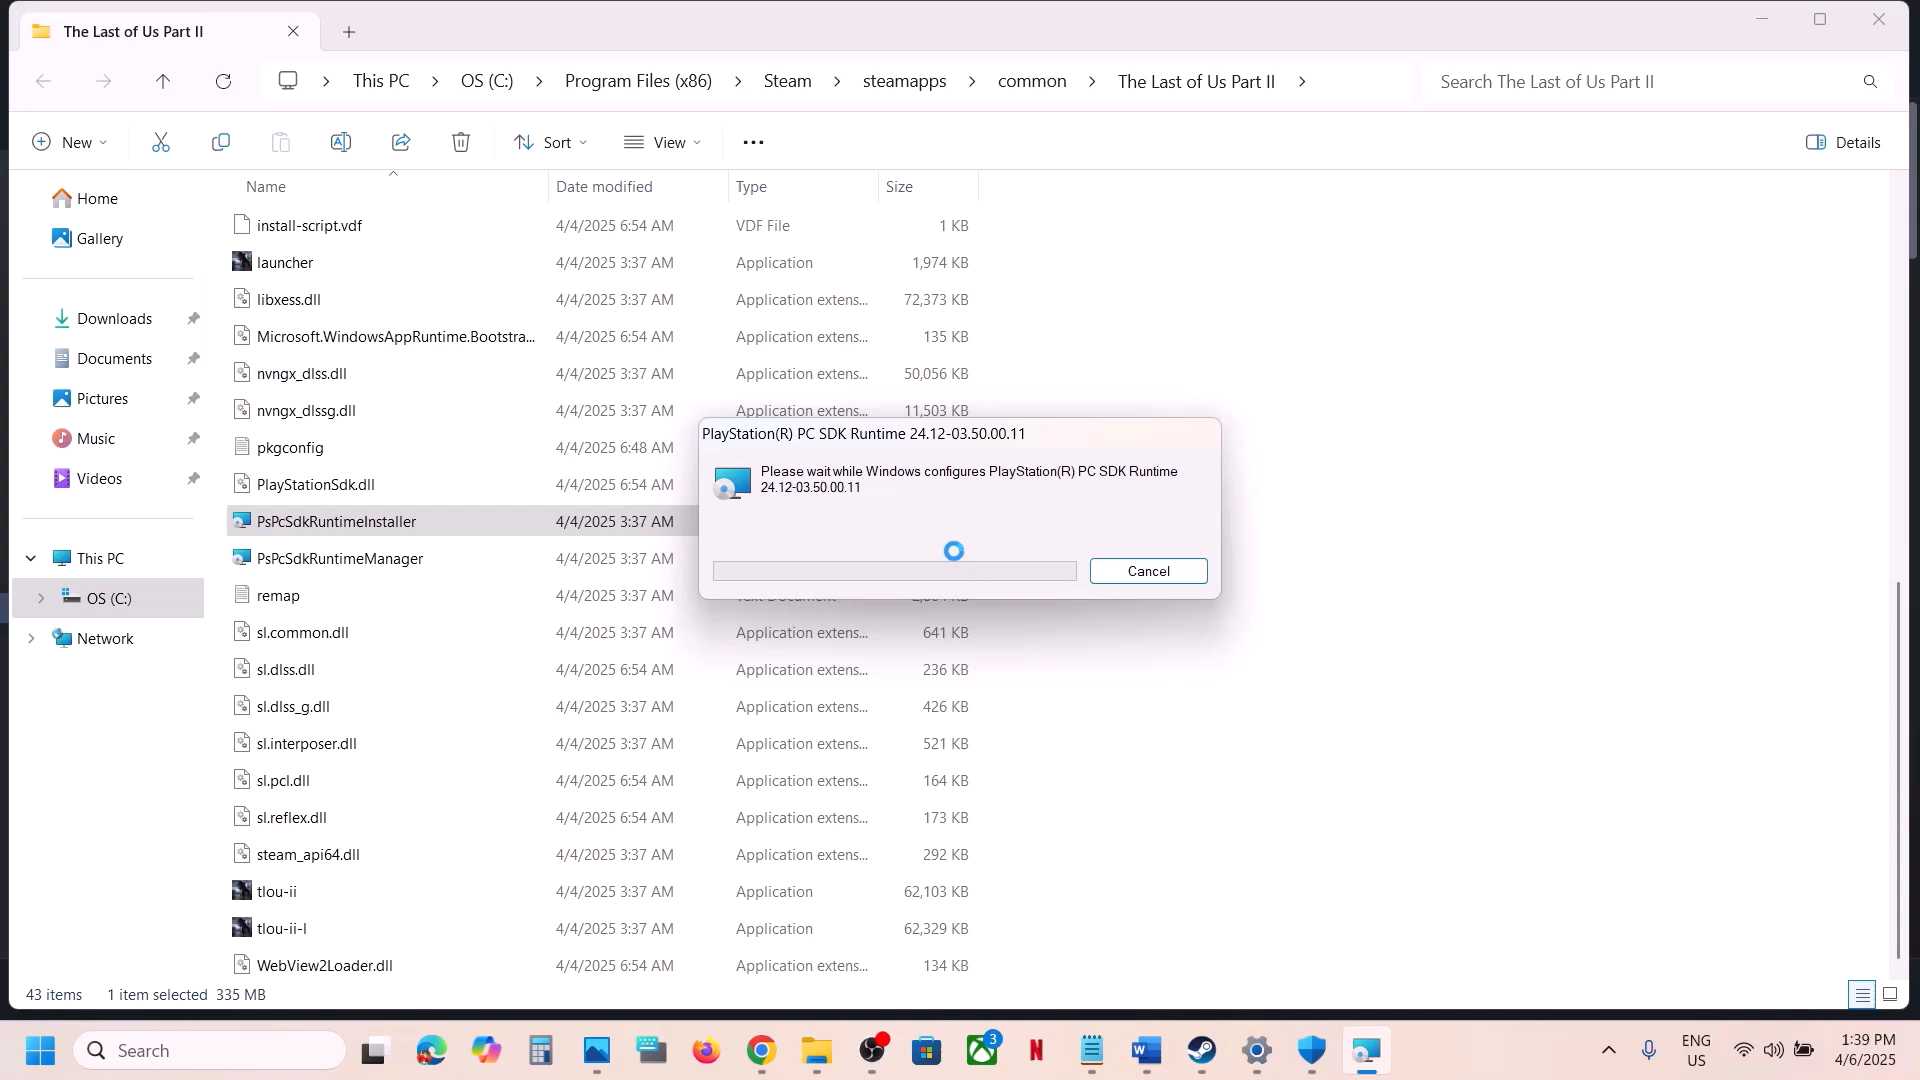 The Last of Us Part II
This PC > OS (C:) > Program Files (x86) > Steam > steamapps > common > The Last of Us Part II >
Search The Last of Us Part II
New
Sort
View
Details
Name Date modified Type Size
Home
Gallery
Downloads
Documents
Pictures
Music
Videos
This PC
OS (C:)
Network
install-script.vdf 4/4/2025 6:54 AM VDF File 1 KB
launcher 4/4/2025 3:37 AM Application 1,974 KB
libxess.dll 4/4/2025 3:37 AM Application extens... 72,373 KB
Microsoft.WindowsAppRuntime.Bootstra... 4/4/2025 6:54 AM Application extens... 135 KB
nvngx_dlss.dll 4/4/2025 3:37 AM Application extens... 50,056 KB
nvngx_dlssg.dll 4/4/2025 3:37 AM Application extens... 11,503 KB
pkgconfig 4/4/2025 6:48 AM
PlayStationSdk.dll 4/4/2025 6:54 AM
PsPcSdkRuntimeInstaller 4/4/2025 3:37 AM
PsPcSdkRuntimeManager 4/4/2025 3:37 AM
remap 4/4/2025 3:37 AM
sl.common.dll 4/4/2025 3:37 AM Application extens... 641 KB
sl.dlss.dll 4/4/2025 6:54 AM Application extens... 236 KB
sl.dlss_g.dll 4/4/2025 3:37 AM Application extens... 426 KB
sl.interposer.dll 4/4/2025 3:37 AM Application extens... 521 KB
sl.pcl.dll 4/4/2025 6:54 AM Application extens... 164 KB
sl.reflex.dll 4/4/2025 6:54 AM Application extens... 173 KB
steam_api64.dll 4/4/2025 3:37 AM Application extens... 292 KB
tlou-ii 4/4/2025 3:37 AM Application 62,103 KB
tlou-ii-l 4/4/2025 3:37 AM Application 62,329 KB
WebView2Loader.dll 4/4/2025 6:54 AM Application extens... 134 KB
PlayStation(R) PC SDK Runtime 24.12-03.50.00.11
Please wait while Windows configures PlayStation(R) PC SDK Runtime
24.12-03.50.00.11
Cancel
43 items 1 item selected 335 MB
Search
3
ENG
US
1:39 PM
4/6/2025